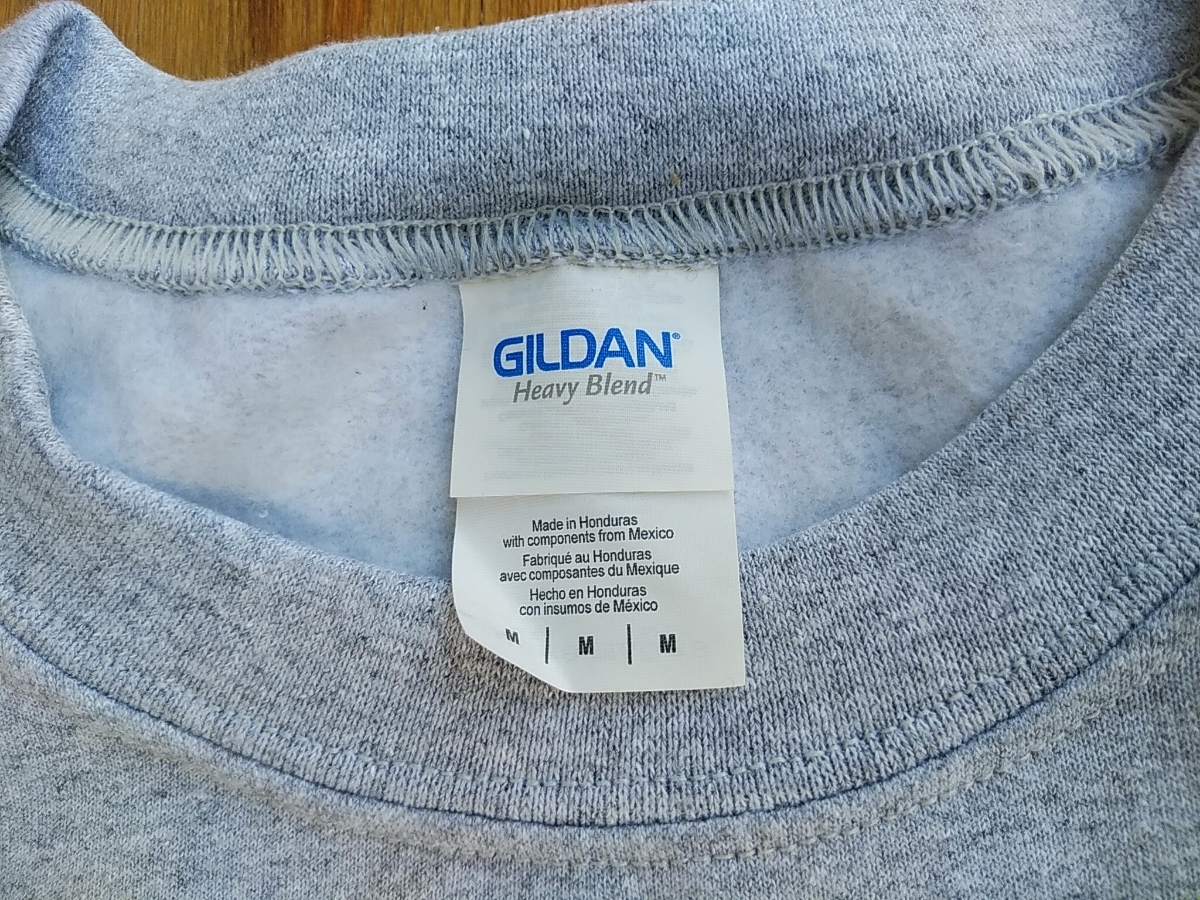 GILDAN®
Heavy Blend™
Made in Honduras
with components from Mexico
Fabriqué au Honduras
avec composantes du Mexique
Hecho en Honduras
con insumos de México
M | M | M